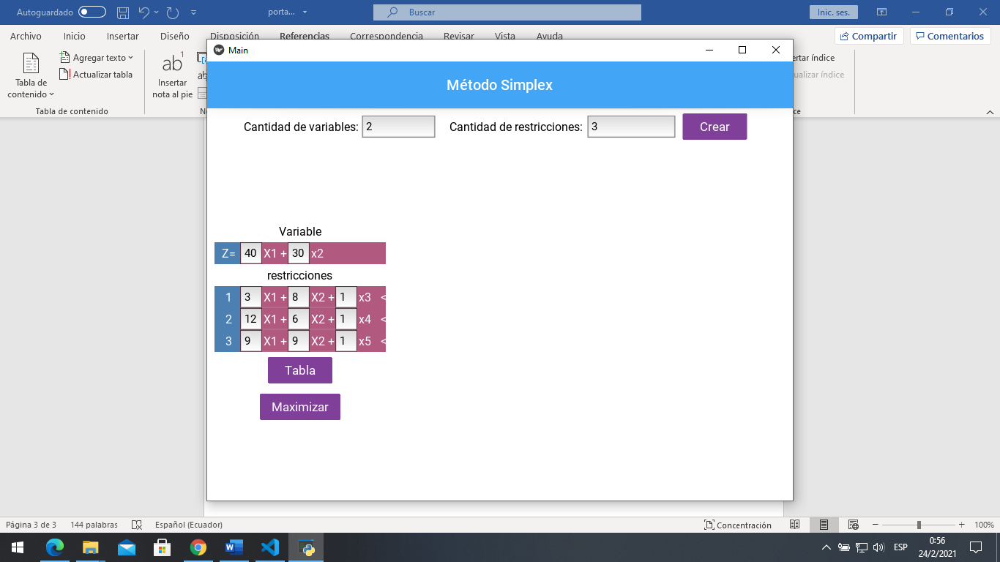 Autoguardado porta... Buscar Inic. ses.
Archivo Inicio Insertar Diseño Disposición Referencias Correspondencia Revisar Vista Ayuda Compartir Comentarios
Tabla de contenido
Agregar texto
Actualizar tabla
Tabla de contenido
ab 1
Insertar nota al pie
Main
Método Simplex
Cantidad de variables: 2 Cantidad de restricciones: 3 Crear
Variable
Z= 40 X1 + 30 x2
restricciones
1 3 X1 + 8 X2 + 1 x3 <
2 12 X1 + 6 X2 + 1 x4 <
3 9 X1 + 9 X2 + 1 x5 <
Tabla
Maximizar
ertar índice
ualizar índice
ce
Página 3 de 3 144 palabras Español (Ecuador) Concentración 100%
ESP
0:56
24/2/2021